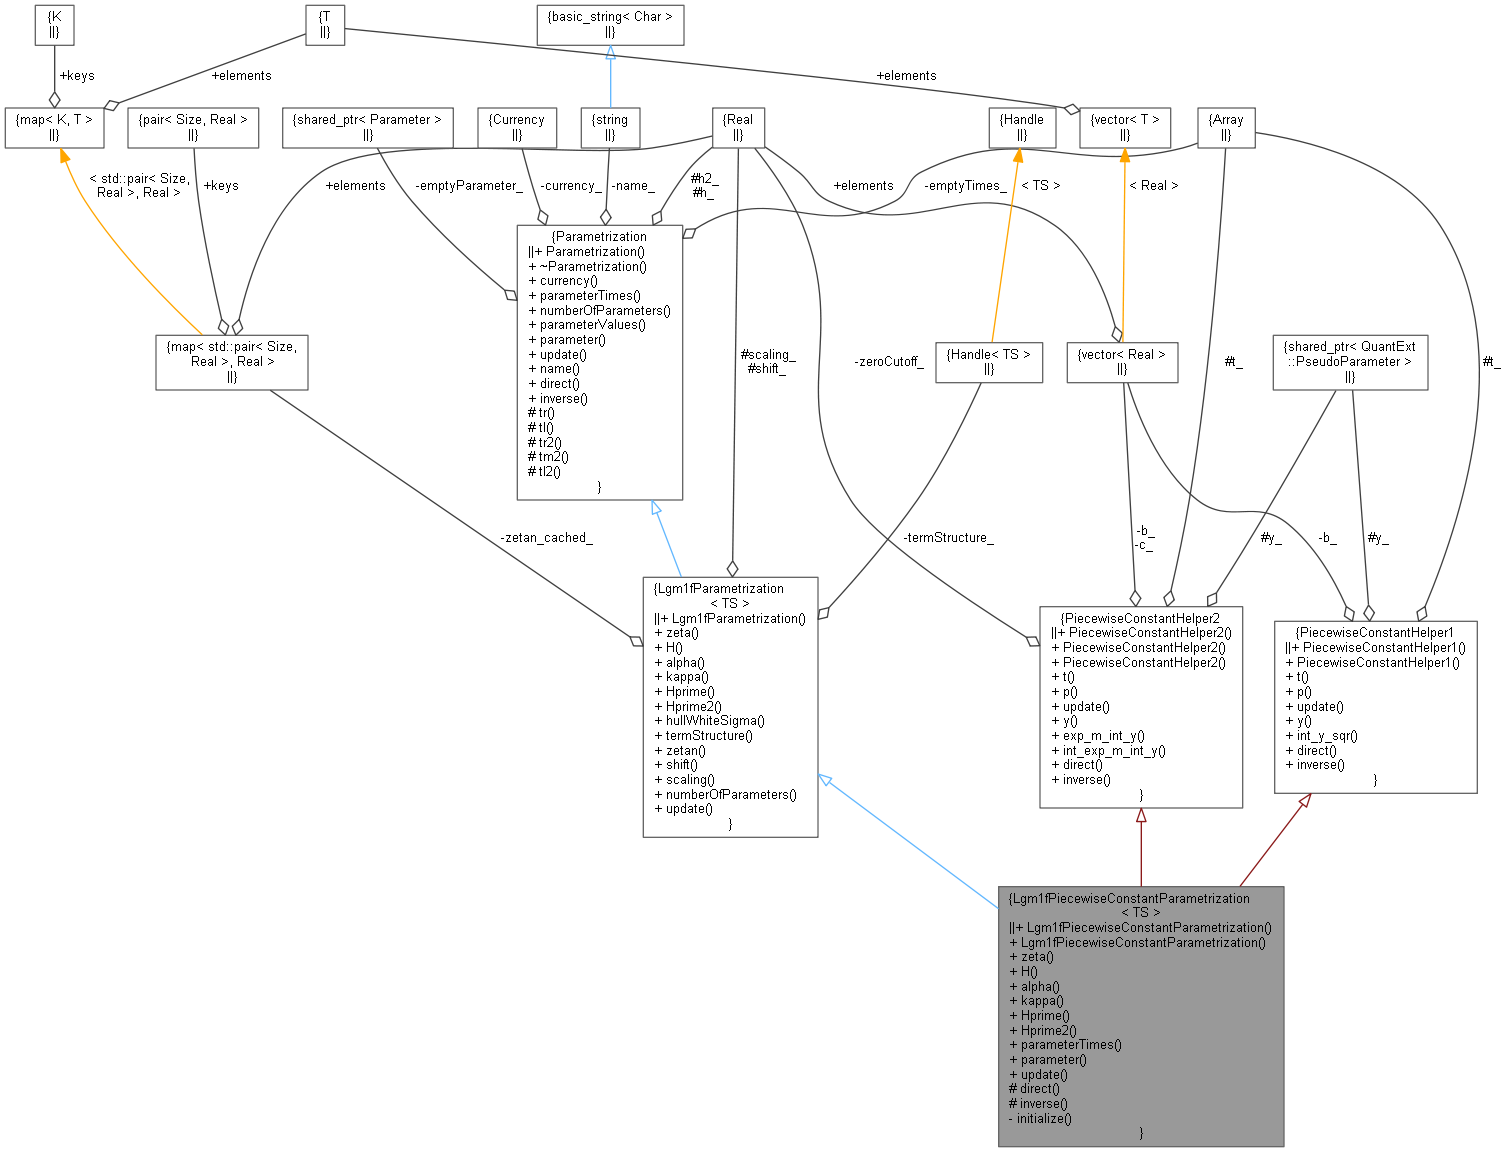 {K
||}
{T
||}
{basic_string< Char >
||}
+keys
+elements
+elements
{map< K, T >
||}
{pair< Size, Real >
||}
{shared_ptr< Parameter >
||}
{Currency
||}
{string
||}
{Real
||}
{Handle
||}
{vector< T >
||}
{Array
||}
< std::pair< Size,
Real >, Real >
+keys
+elements
-emptyParameter_
-currency_
-name_
#h2_
#h_
+elements
-emptyTimes_
< TS >
< Real >
{Parametrization
||+ Parametrization()
+ ~Parametrization()
+ currency()
+ parameterTimes()
+ numberOfParameters()
+ parameterValues()
+ parameter()
+ update()
+ name()
+ direct()
+ inverse()
# tr()
# tl()
# tr2()
# tm2()
# tl2()
}
{map< std::pair< Size,
Real >, Real >
||}
#scaling_
#shift_
-zeroCutoff_
{Handle< TS >
||}
{vector< Real >
||}
#t_
{shared_ptr< QuantExt
::PseudoParameter >
||}
#t_
-zetan_cached_
-termStructure_
-b_
-c_
#y_
-b_
#y_
{Lgm1fParametrization
< TS >
||+ Lgm1fParametrization()
+ zeta()
+ H()
+ alpha()
+ kappa()
+ Hprime()
+ Hprime2()
+ hullWhiteSigma()
+ termStructure()
+ zetan()
+ shift()
+ scaling()
+ numberOfParameters()
+ update()
}
{PiecewiseConstantHelper2
||+ PiecewiseConstantHelper2()
+ PiecewiseConstantHelper2()
+ PiecewiseConstantHelper2()
+ t()
+ p()
+ update()
+ y()
+ exp_m_int_y()
+ int_exp_m_int_y()
+ direct()
+ inverse()
}
{PiecewiseConstantHelper1
||+ PiecewiseConstantHelper1()
+ PiecewiseConstantHelper1()
+ t()
+ p()
+ update()
+ y()
+ int_y_sqr()
+ direct()
+ inverse()
}
{Lgm1fPiecewiseConstantParametrization
< TS >
||+ Lgm1fPiecewiseConstantParametrization()
+ Lgm1fPiecewiseConstantParametrization()
+ zeta()
+ H()
+ alpha()
+ kappa()
+ Hprime()
+ Hprime2()
+ parameterTimes()
+ parameter()
+ update()
# direct()
# inverse()
- initialize()
}